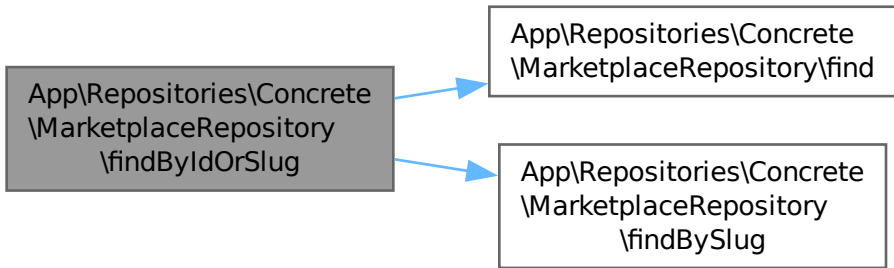 App\Repositories\Concrete
\MarketplaceRepository
\findByIdOrSlug
App\Repositories\Concrete
\MarketplaceRepository\find
App\Repositories\Concrete
\MarketplaceRepository
\findBySlug